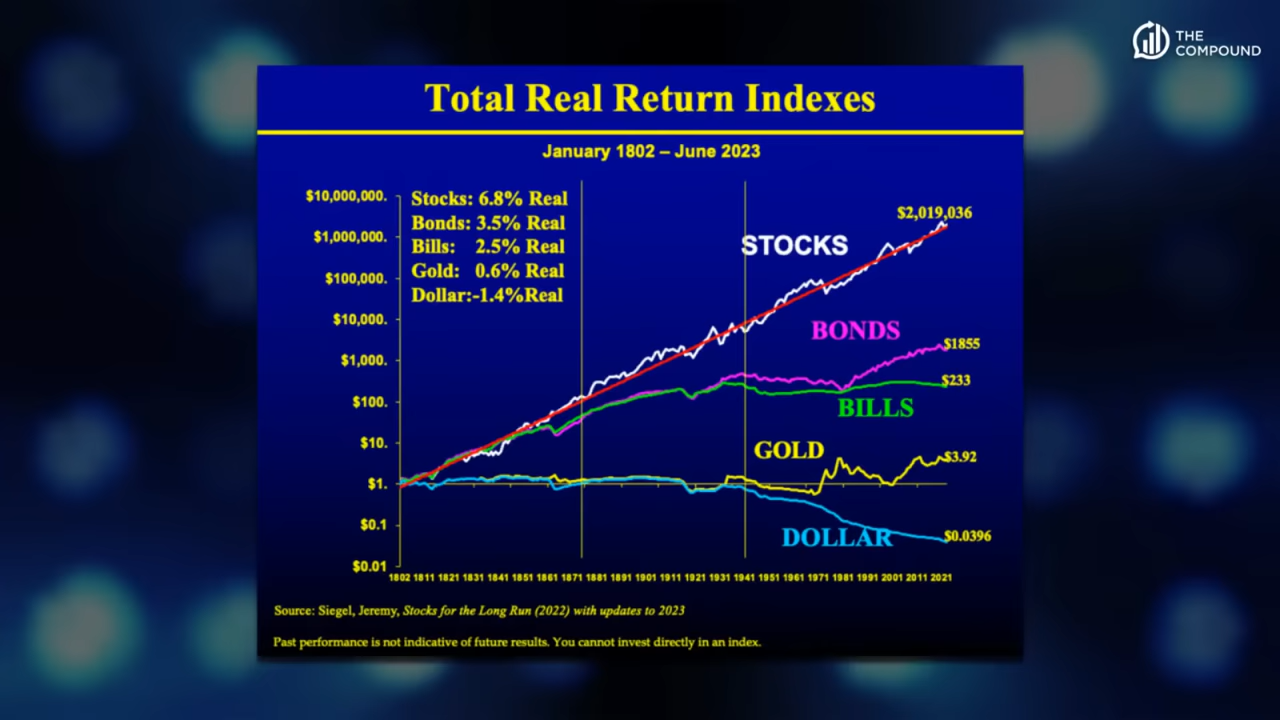 THE
COMPOUND
Total Real Return Indexes
January 1802 – June 2023
$10,000,000.
$1,000,000.
$100,000.
$10,000.
$1,000.
$100.
$10.
$1.
$0.1
$0.01
Stocks: 6.8% Real
Bonds: 3.5% Real
Bills: 2.5% Real
Gold: 0.6% Real
Dollar:-1.4%Real
$2,019,036
STOCKS
BONDS
$1855
$233
BILLS
GOLD
$3.92
DOLLAR
$0.0396
1802 1811 1821 1831 1841 1851 1861 1871 1881 1891 1901 1911 1921 1931 1941 1951 1961 1971 1981 1991 2001 2011 2021
Source: Siegel, Jeremy, Stocks for the Long Run (2022) with updates to 2023
Past performance is not indicative of future results. You cannot invest directly in an index.